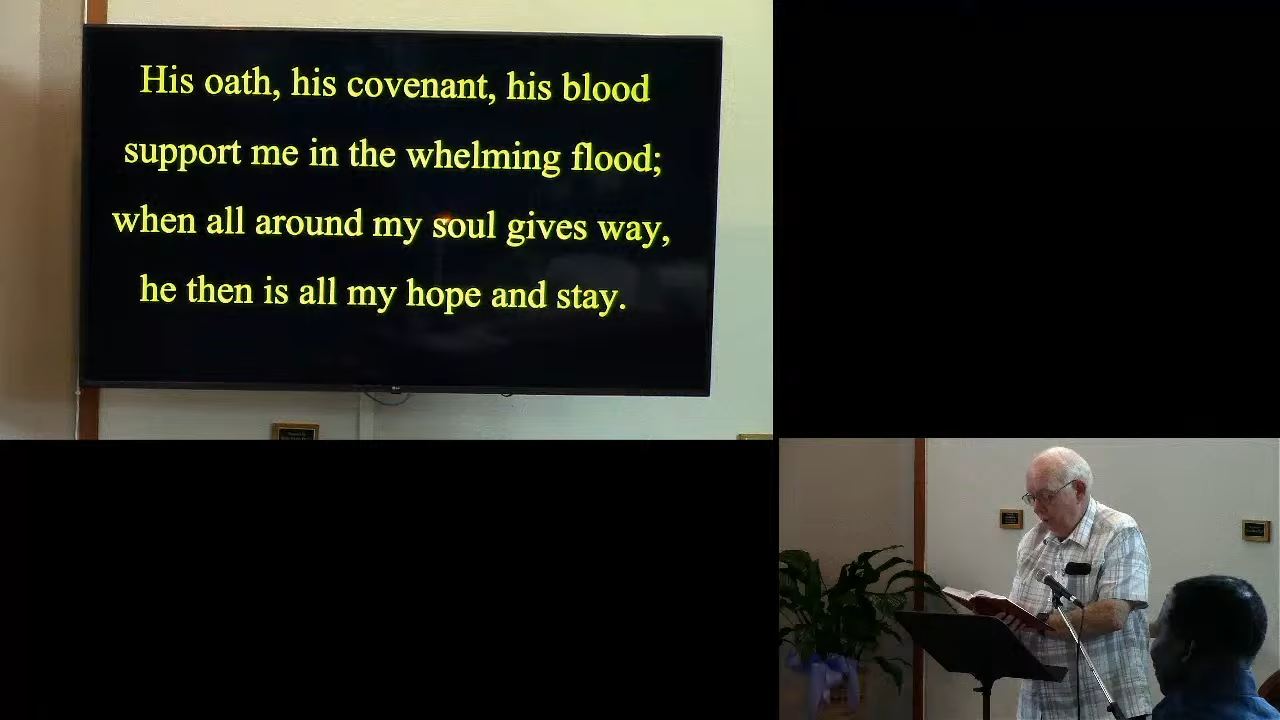 His oath, his covenant, his blood
support me in the whelming flood;
when all around my soul gives way,
he then is all my hope and stay.